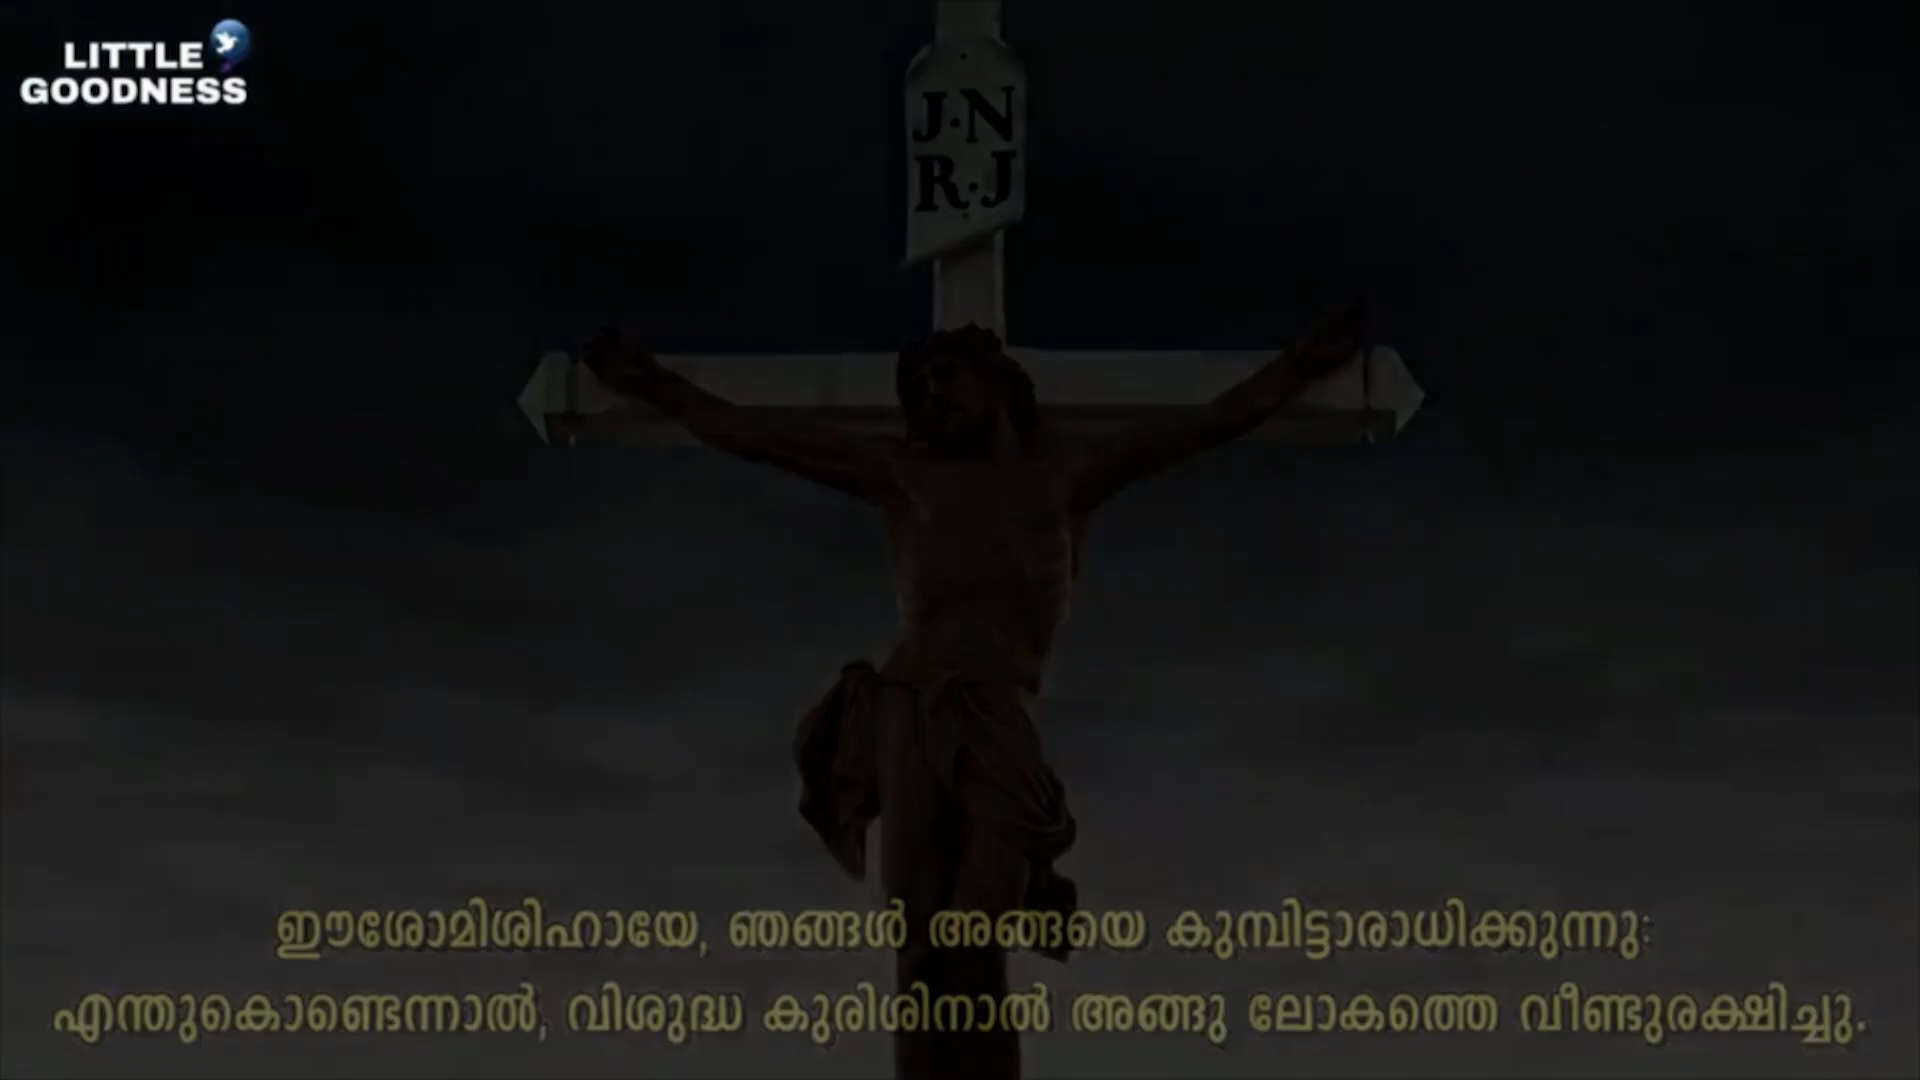 LITTLE
GOODNESS
J·N
R·J
ഈശോമിശിഹായേ, ഞങ്ങൾ അങ്ങയെ കുമ്പിട്ടാരാധിക്കുന്നു:
എന്തുകൊണ്ടെന്നാൽ, വിശുദ്ധ കുരിശിനാൽ അങ്ങു ലോകത്തെ വീണ്ടുരക്ഷിച്ചു.